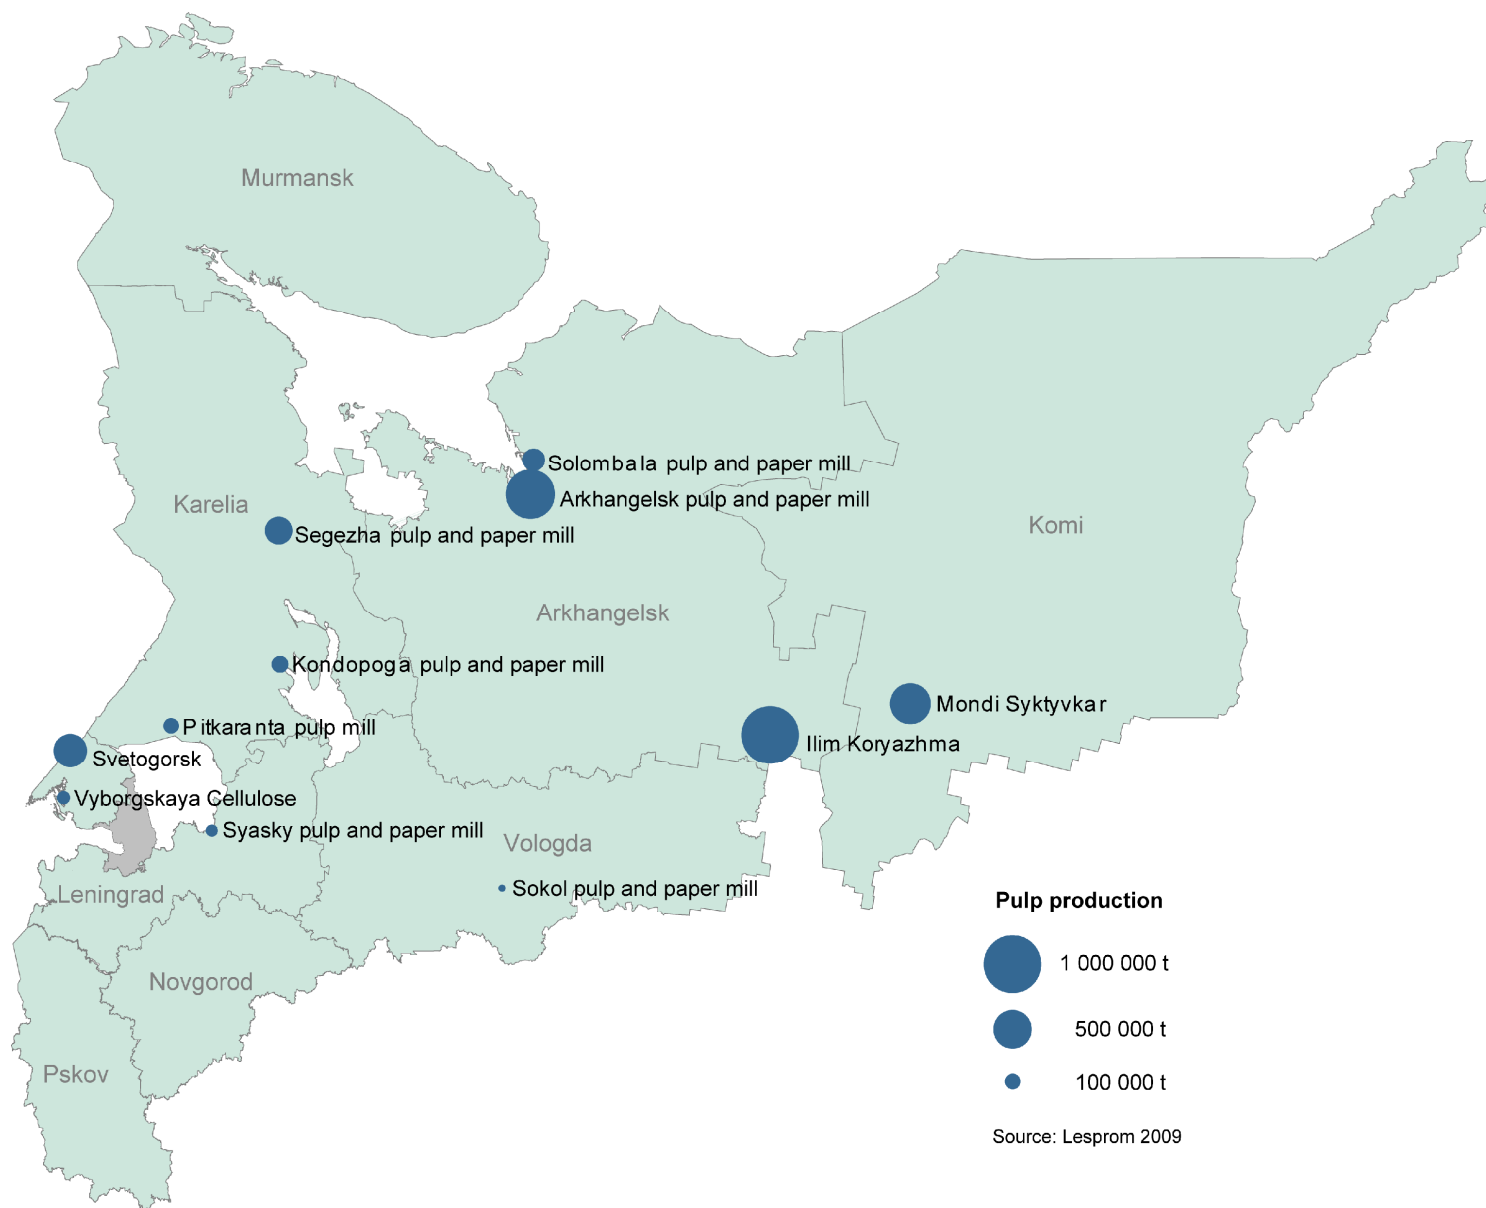 Murmansk
Solombala pulp and paper mill
Arkhangelsk pulp and paper mill
Karelia
Segezha pulp and paper mill
Komi
Arkhangelsk
Kondopoga pulp and paper mill
Mondi Syktyvkar
Pitkaranta pulp mill
Ilim Koryazhma
Svetogorsk
Vyborgskaya Cellulose
Syasky pulp and paper mill
Vologda
Sokol pulp and paper mill
Leningrad
Novgorod
Pskov
Pulp production
1 000 000 t
500 000 t
100 000 t
Source: Lesprom 2009